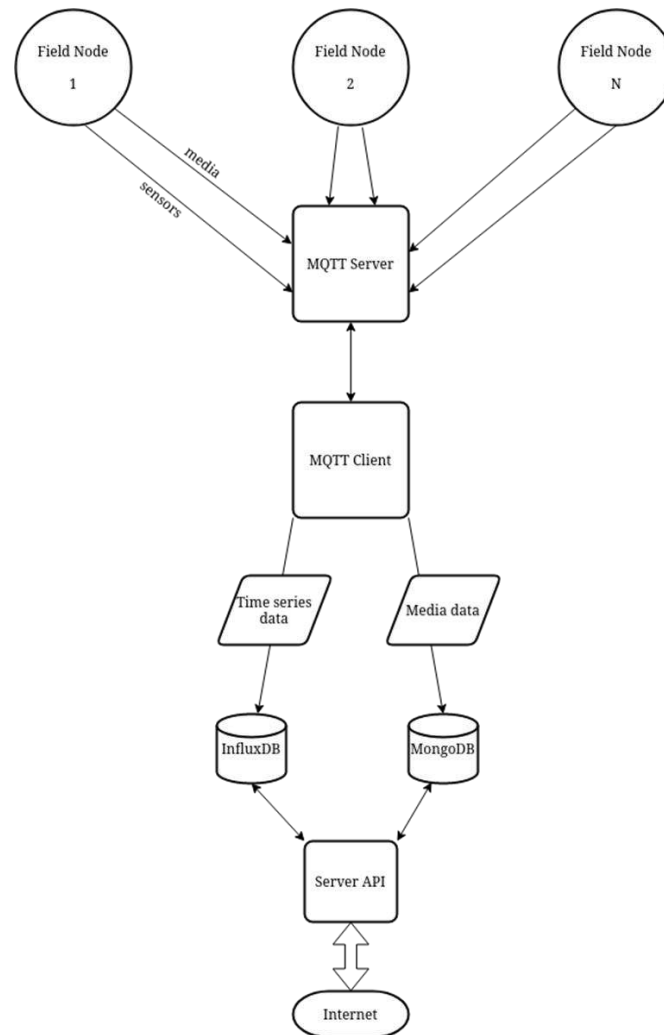 Field Node
1
Field Node
2
Field Node
N
media
sensors
MQTT Server
MQTT Client
Time series
data
Media data
InfluxDB
MongoDB
Server API
Internet